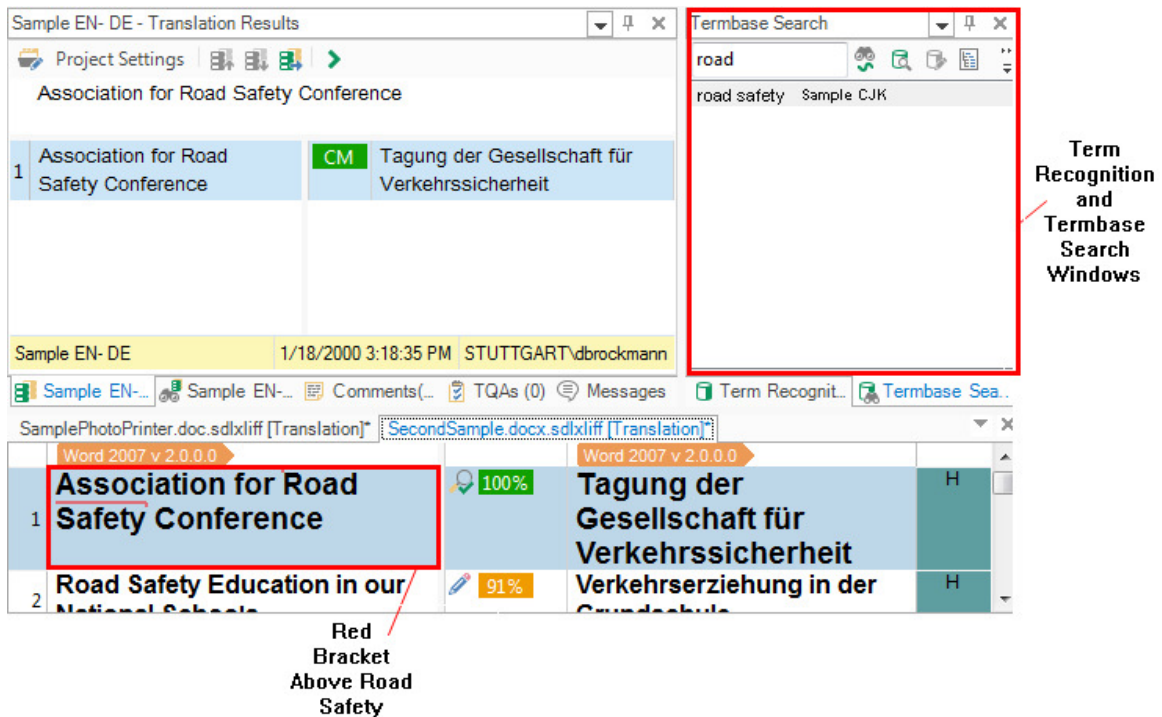 Sample EN- DE - Translation Results
Project Settings
Association for Road Safety Conference
1 Association for Road Safety Conference CM Tagung der Gesellschaft für Verkehrssicherheit
Sample EN- DE 1/18/2000 3:18:35 PM STUTTGART\dbrockmann
Sample EN-... Sample EN-... Comments(... TQAs (0) Messages
Termbase Search
road
road safety Sample CJK
Term Recognit... Termbase Sea..
Term
Recognition
and
Termbase
Search
Windows
SamplePhotoPrinter.doc.sdlxliff [Translation]* SecondSample.docx.sdlxliff [Translation]*
Word 2007 v 2.0.0.0 Word 2007 v 2.0.0.0
1 Association for Road Safety Conference 100% Tagung der Gesellschaft für Verkehrssicherheit H
2 Road Safety Education in our National Schools 91% Verkehrserziehung in der Grundschule H
Red
Bracket
Above Road
Safety